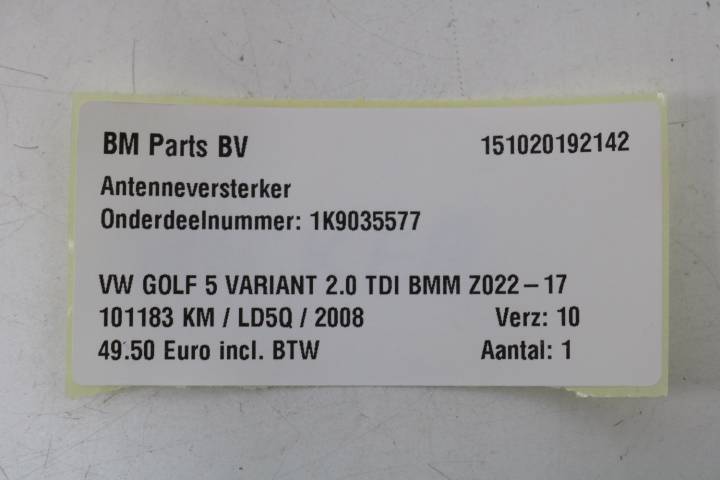 BM Parts BV 151020192142
Antenneversterker
Onderdeelnummer: 1K9035577
VW GOLF 5 VARIANT 2.0 TDI BMM Z022-17
101183 KM / LD5Q / 2008 Verz: 10
49.50 Euro incl. BTW Aantal: 1